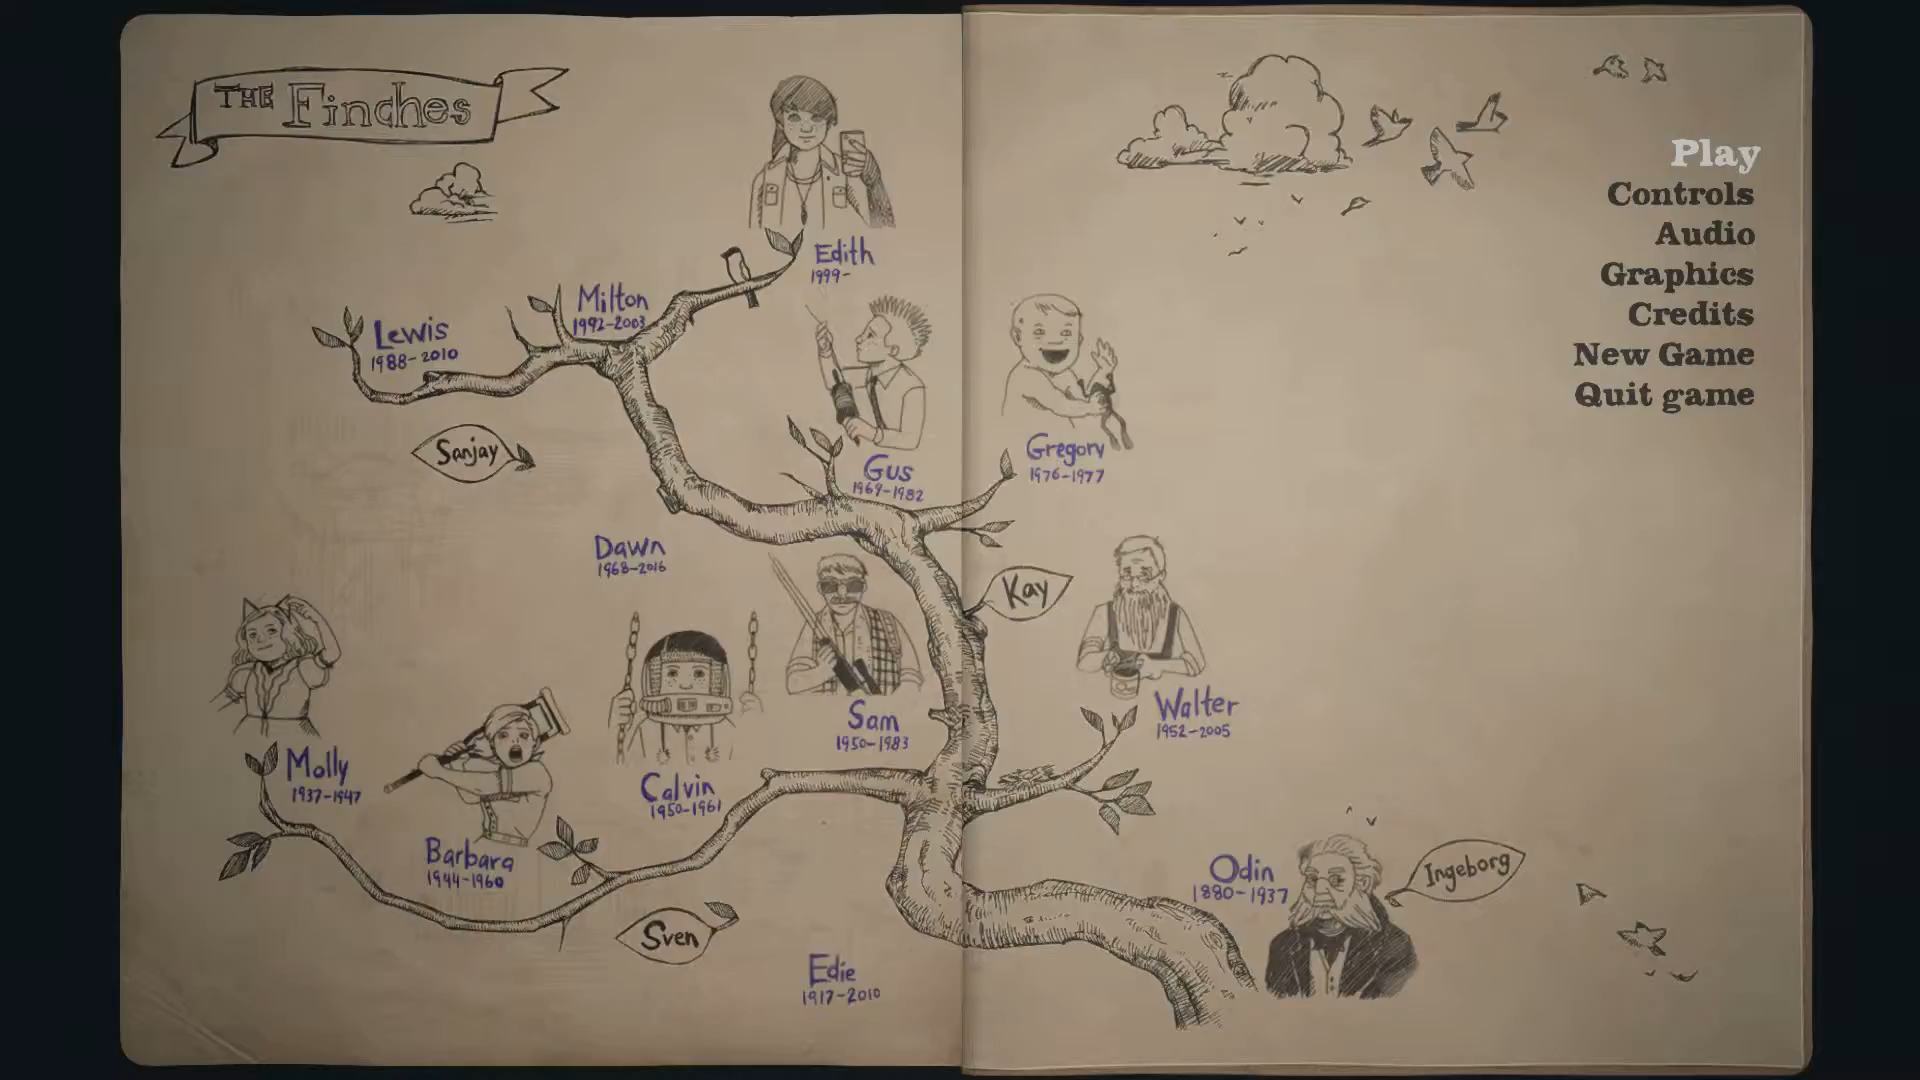 THE Finches
Edith
1999-
Milton
1992-2003
Lewis
1988-2010
Sanjay
Gus
1969-1982
Gregory
1976-1977
Dawn
1968-2016
Kay
Sam
1950-1983
Walter
1952-2005
Molly
1937-1947
Barbara
1944-1960
Calvin
1950-1961
Sven
Edie
1917-2010
Odin
1880-1937
Ingeborg
Play
Controls
Audio
Graphics
Credits
New Game
Quit game